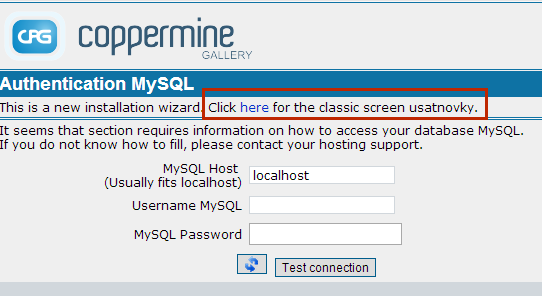 CPG
coppermine
GALLERY
Authentication MySQL
This is a new installation wizard. Click here for the classic screen usatnovky.
It seems that section requires information on how to access your database MySQL.
If you do not know how to fill, please contact your hosting support.
MySQL Host
(Usually fits localhost)
localhost
Username MySQL
MySQL Password
Test connection